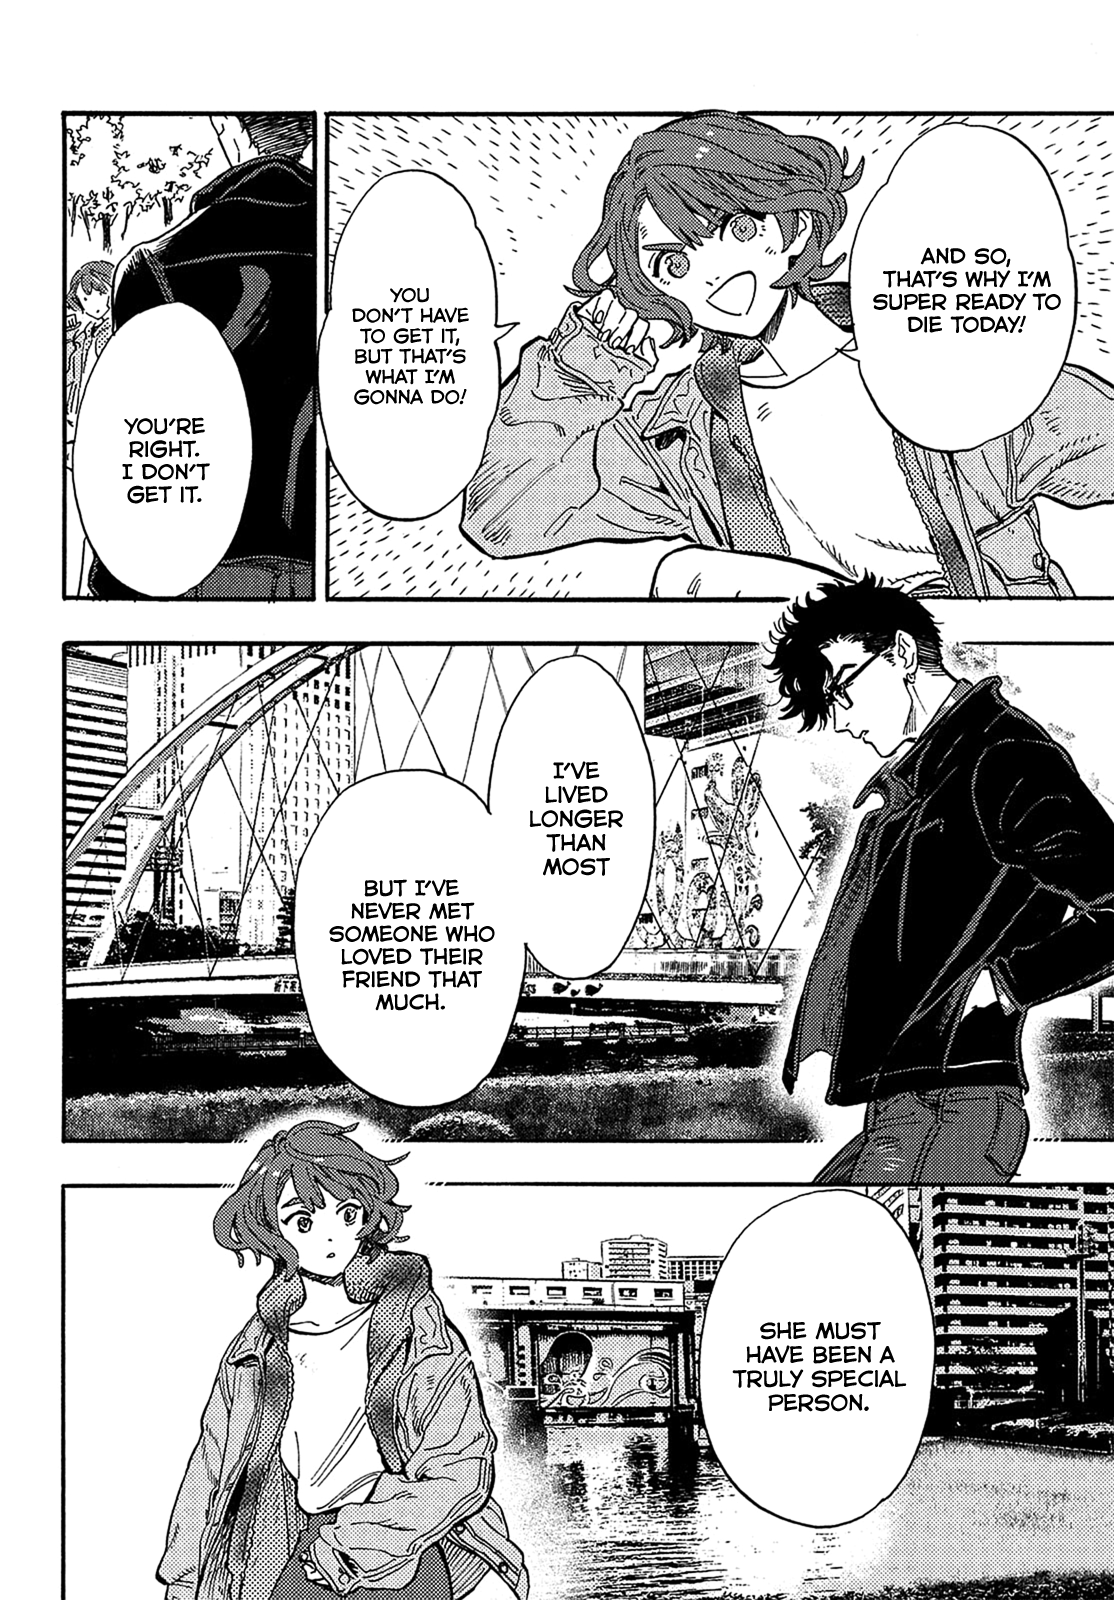 AND SO,
THAT'S WHY I'M
SUPER READY TO
DIE TODAY!
YOU
DON'T HAVE
TO GET IT,
BUT THAT'S
WHAT I'M
GONNA DO!
YOU'RE
RIGHT.
I DON'T
GET IT.
I'VE
LIVED
LONGER
THAN
MOST
BUT I'VE
NEVER MET
SOMEONE WHO
LOVED THEIR
FRIEND THAT
MUCH.
SHE MUST
HAVE BEEN A
TRULY SPECIAL
PERSON.